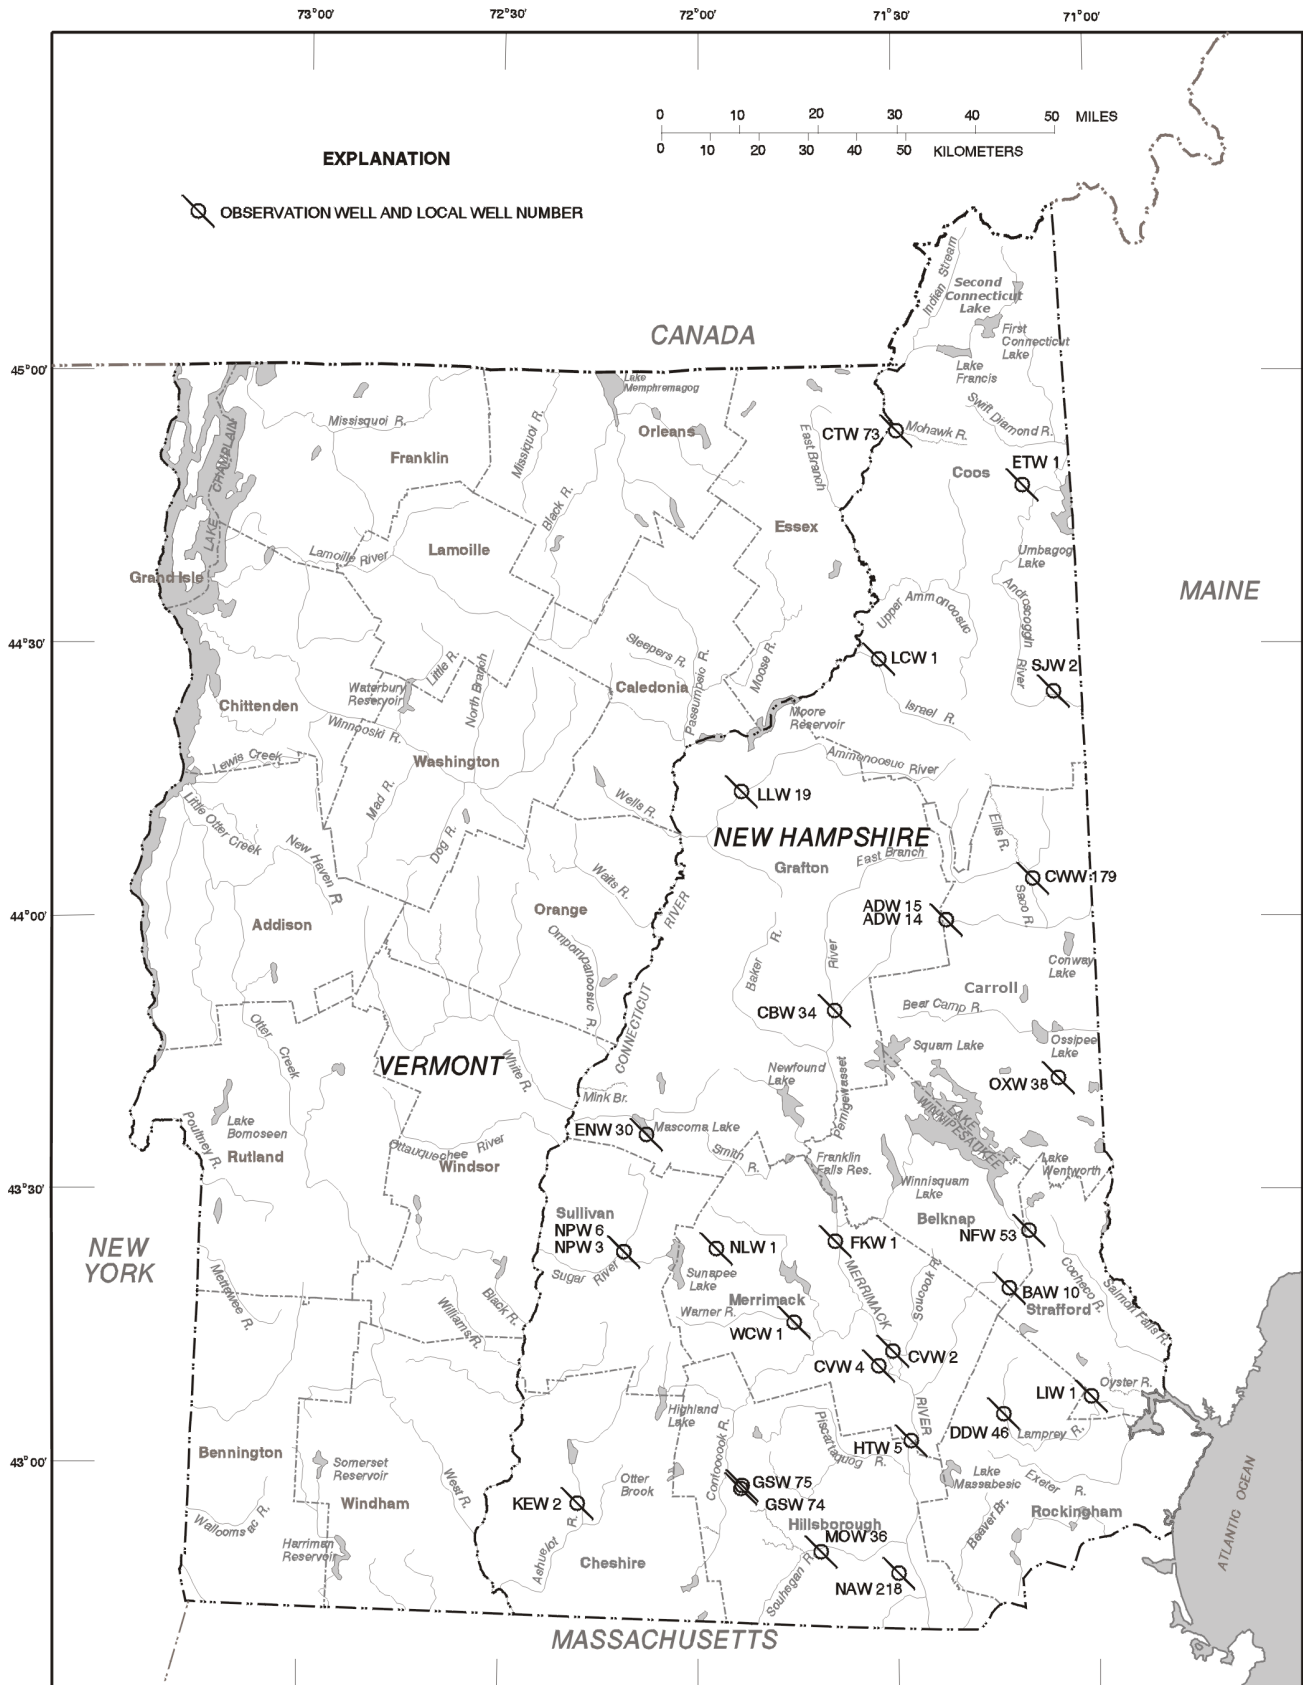 73°00'
72°30'
72°00'
71°30'
71°00'
0 10 20 30 40 50 MILES
0 10 20 30 40 50 KILOMETERS
EXPLANATION
OBSERVATION WELL AND LOCAL WELL NUMBER
Indian Stream
Second
Connecticut
Lake
First
Connecticut
Lake
CANADA
45°00'
Lake
Francis
Lake
Memphremagog
Missisquoi R.
Missiquoi R.
Orleans
Swift Diamond R.
CTW 73
Mohawk R.
East Branch
Franklin
LAKE CHAMPLAIN
ETW 1
Coos
Black R.
Essex
Lamoille River
Lamoille
Grand Isle
Umbagog
Lake
MAINE
Upper Ammonoosuc
Androscoggin
River
44°30'
Sleepers R.
Moose R.
LCW 1
SJW 2
Little R.
North Branch
Waterbury
Reservoir
Caledonia
Passumpsic R.
Chittenden
Moore
Reservoir
Israel R.
Winnooski R.
Lewis Creek
Washington
Ammonoosuc River
Mad R.
LLW 19
Wells R.
Little Otter Creek
NEW HAMPSHIRE
Ellis R.
Dog R.
New Haven R
East Branch
Grafton
Waits R.
CWW 179
Saco R.
44°00'
Addison
Orange
CONNECTICUT RIVER
ADW 15
ADW 14
Ompompanoosuc R.
Baker R.
River
Conway
Lake
Carroll
Bear Camp R.
CBW 34
Otter Creek
Squam Lake
Ossipee
Lake
VERMONT
White R.
Newfound
Lake
OXW 38
Pemigewasset
Mink Br.
LAKE
WINNIPESAUKEE
Lake
Bomoseen
Poultney R.
ENW 30
Mascoma Lake
Ottauquechee River
Smith R.
Rutland
Windsor
Franklin
Falls Res.
Lake
Wentworth
43°30'
Winnisquam
Lake
Sullivan
NPW 6
NPW 3
Belknap
NFW 53
NEW
YORK
NLW 1
FKW 1
Sugar River
Sunapee
Lake
Mettawee R.
Black R.
Williams R.
MERRIMACK
RIVER
Soucook R.
Cocheco R.
Salmon Falls R.
BAW 10
Strafford
Merrimack
Warner R.
WCW 1
CVW 2
CVW 4
LIW 1
Oyster R.
Highland
Lake
DDW 46
Lamprey R.
Contoocook R.
Piscartaquog R.
HTW 5
43°00'
Bennington
Somerset
Reservoir
Windham
West R.
Otter
Brook
KEW 2
GSW 75
GSW 74
Lake
Massabesic
Exeter R.
Rockingham
Walloomsac R.
Hillsborough
MOW 36
Beaver Br.
Harriman
Reservoir
Ashuelot R.
Cheshire
Souhegan R.
NAW 218
ATLANTIC OCEAN
MASSACHUSETTS